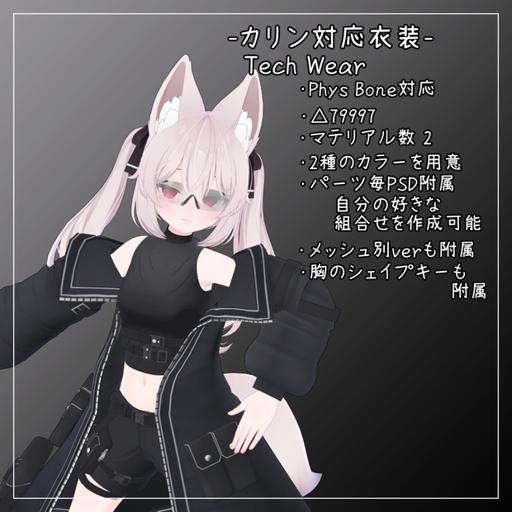 -カリン対応衣装-
Tech Wear
・Phys Bone対応
・△79997
・マテリアル数 2
・2種のカラーを用意
・パーツ毎PSD附属
自分の好きな
組合せを作成可能
・メッシュ別verも附属
・胸のシェイプキーも
附属